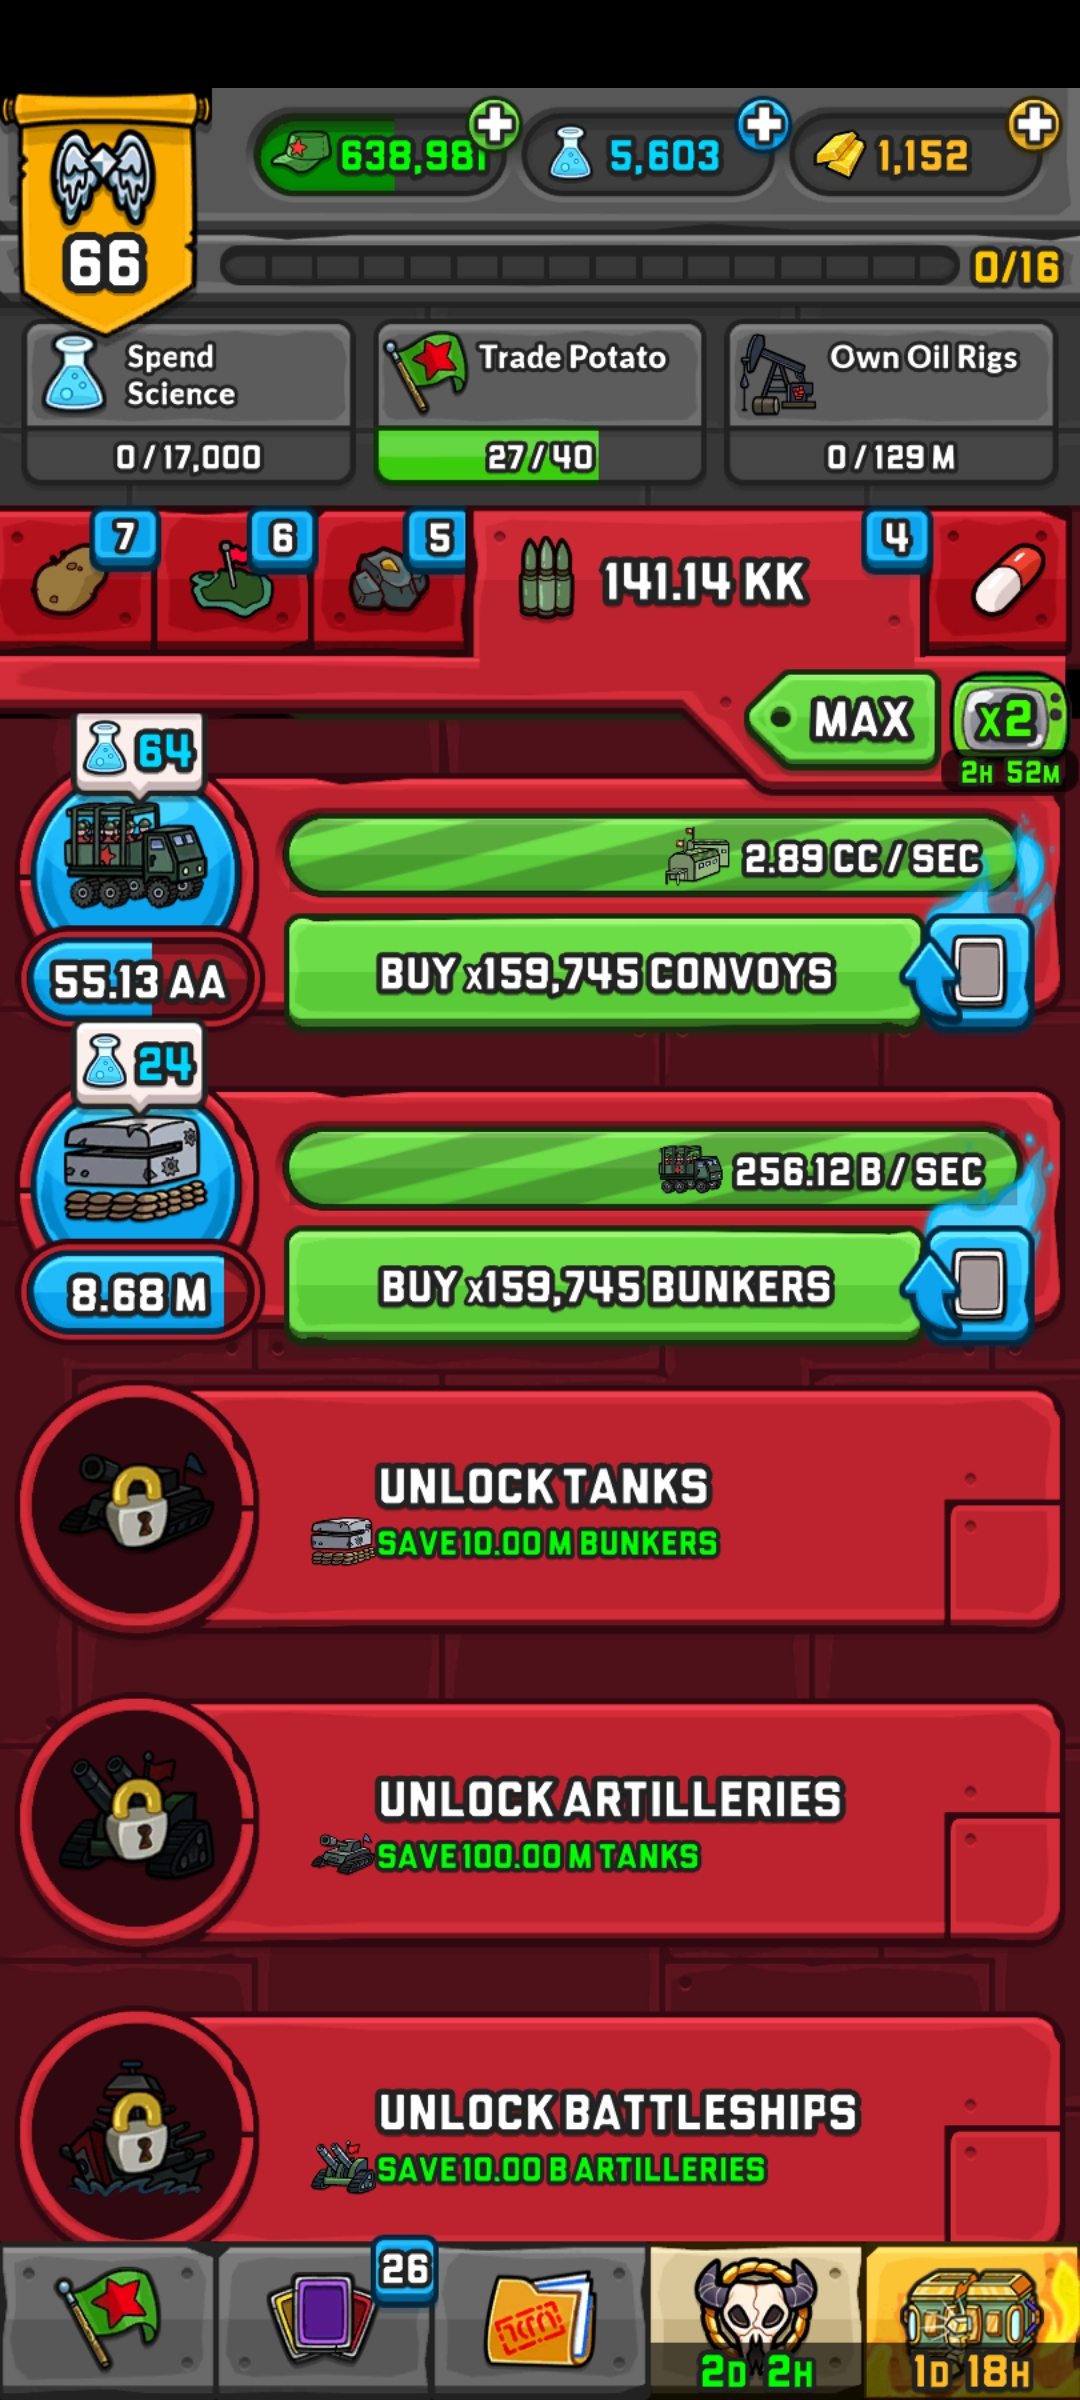 66
638,981
5,603
1,152
0/16
Spend
Science
0 / 17,000
Trade Potato
27 / 40
Own Oil Rigs
0 / 129 M
7
6
5
141.14 KK
4
MAX
x2
2H 52M
64
2.89 CC / SEC
55.13 AA
BUY x159,745 CONVOYS
24
256.12 B / SEC
8.68 M
BUY x159,745 BUNKERS
UNLOCK TANKS
SAVE 10.00 M BUNKERS
UNLOCK ARTILLERIES
SAVE 100.00 M TANKS
UNLOCK BATTLESHIPS
SAVE 10.00 B ARTILLERIES
26
2D 2H
1D 18H